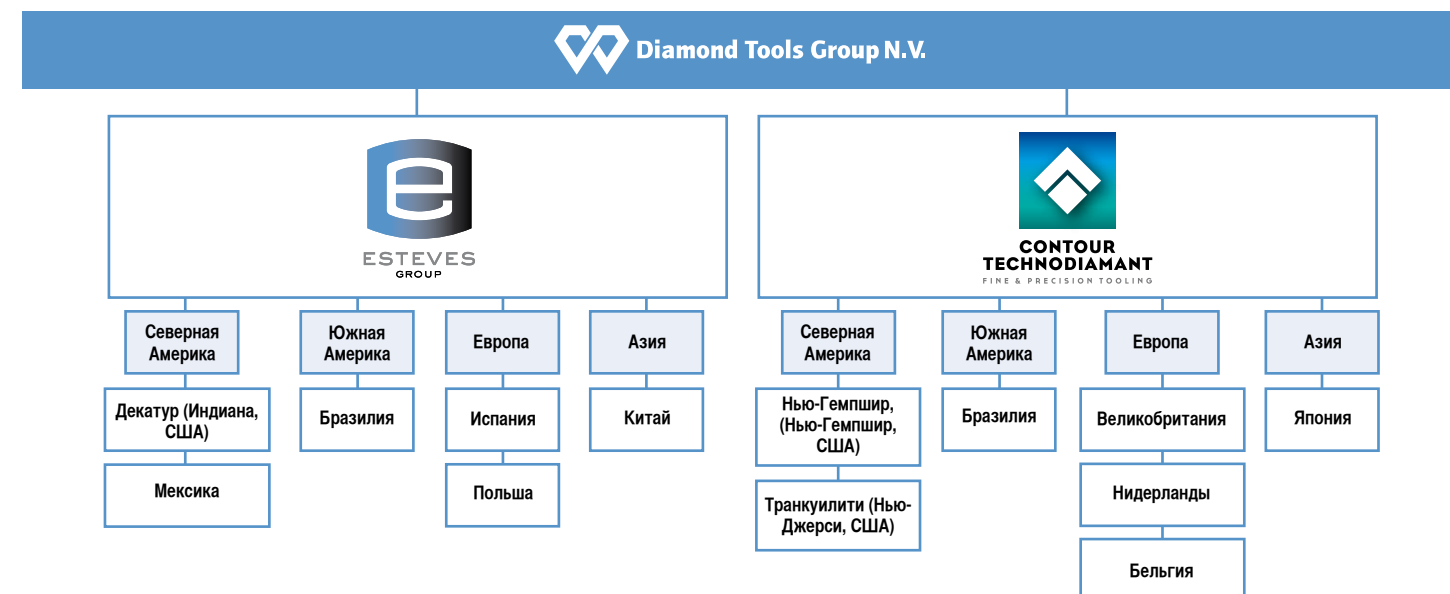 Diamond Tools Group N.V.
ESTEVES
GROUP
Северная
Америка
Южная
Америка
Европа
Азия
Декатур (Индиана,
США)
Бразилия
Испания
Китай
Мексика
Польша
CONTOUR
TECHNODIAMANT
FINE & PRECISION TOOLING
Северная
Америка
Южная
Америка
Европа
Азия
Нью-Гемпшир,
(Нью-Гемпшир,
США)
Бразилия
Великобритания
Япония
Транкуилити (Нью-
Джерси, США)
Нидерланды
Бельгия